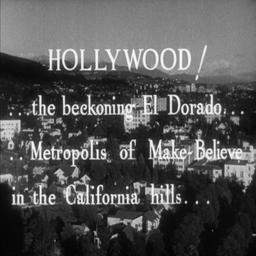 HOLLYWOOD!
. . the beckoning El Dorado. . .
. . Metropolis of Make-Believe
in the California hills. . .